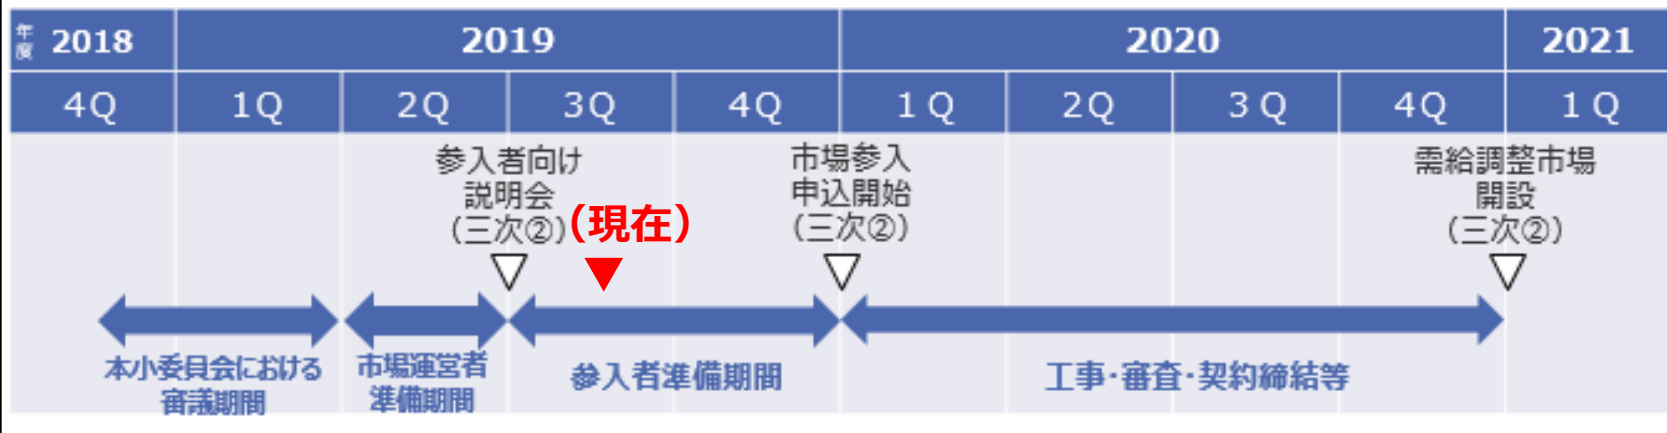 年度 2018 2019 2020 2021
4Q 1Q 2Q 3Q 4Q 1Q 2Q 3Q 4Q 1Q
参入者向け
説明会
(三次②)
(現在)
市場参入
申込開始
(三次②)
需給調整市場
開設
(三次②)
本小委員会における
審議期間
市場運営者
準備期間
参入者準備期間
工事・審査・契約締結等